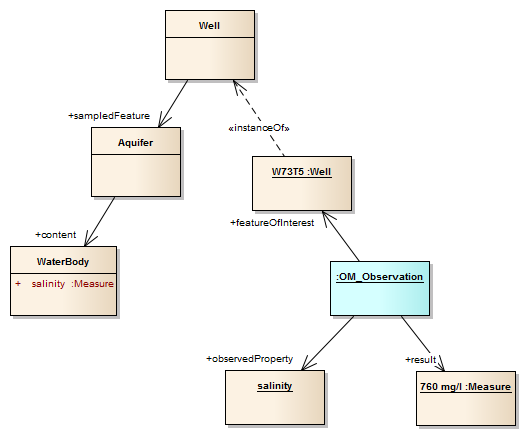 Well
+sampledFeature
«instanceOf»
Aquifer
W73T5 :Well
+featureOfInterest
+content
WaterBody
+ salinity :Measure
:OM_Observation
+observedProperty
+result
salinity
760 mg/l :Measure